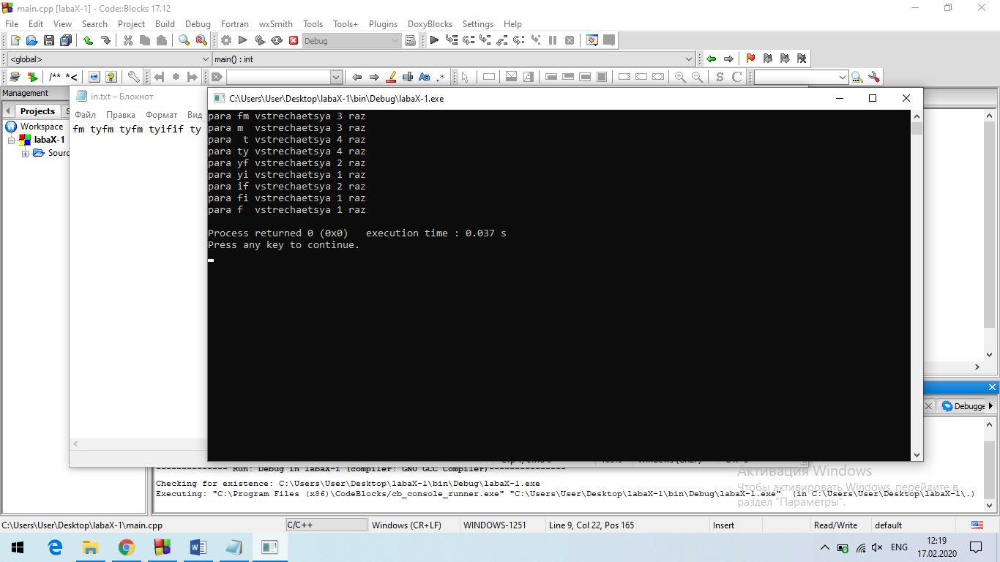 main.cpp [labaX-1] - Code::Blocks 17.12
File Edit View Search Project Build Debug Fortran wxSmith Tools Tools+ Plugins DoxyBlocks Settings Help
Debug
<global> main() : int
/** *< Aa .* S C
Management
Projects
Workspace
labaX-1
in.txt – Блокнот
Файл Правка Формат Вид
fm tyfm tyfm tyifif ty
C:\Users\User\Desktop\labaX-1\bin\Debug\labaX-1.exe
para fm vstrechaetsya 3 raz
para m  vstrechaetsya 3 raz
para  t vstrechaetsya 4 raz
para ty vstrechaetsya 4 raz
para yf vstrechaetsya 2 raz
para yi vstrechaetsya 1 raz
para if vstrechaetsya 2 raz
para fi vstrechaetsya 1 raz
para f  vstrechaetsya 1 raz
Process returned 0 (0x0)   execution time : 0.037 s
Press any key to continue.
Debugge
-------------- Run: Debug in labaX-1 (compiler: GNU GCC Compiler)---------------
Checking for existence: C:\Users\User\Desktop\labaX-1\bin\Debug\labaX-1.exe
Executing: "C:\Program Files (x86)\CodeBlocks/cb_console_runner.exe" "C:\Users\User\Desktop\labaX-1\bin\Debug\labaX-1.exe"  (in C:\Users\User\Desktop\labaX-1\.)
Активация Windows
Чтобы активировать Windows, перейдите в
раздел "Параметры".
C:\Users\User\Desktop\labaX-1\main.cpp C/C++ Windows (CR+LF) WINDOWS-1251 Line 9, Col 22, Pos 165 Insert Read/Write default
ENG
12:19
17.02.2020